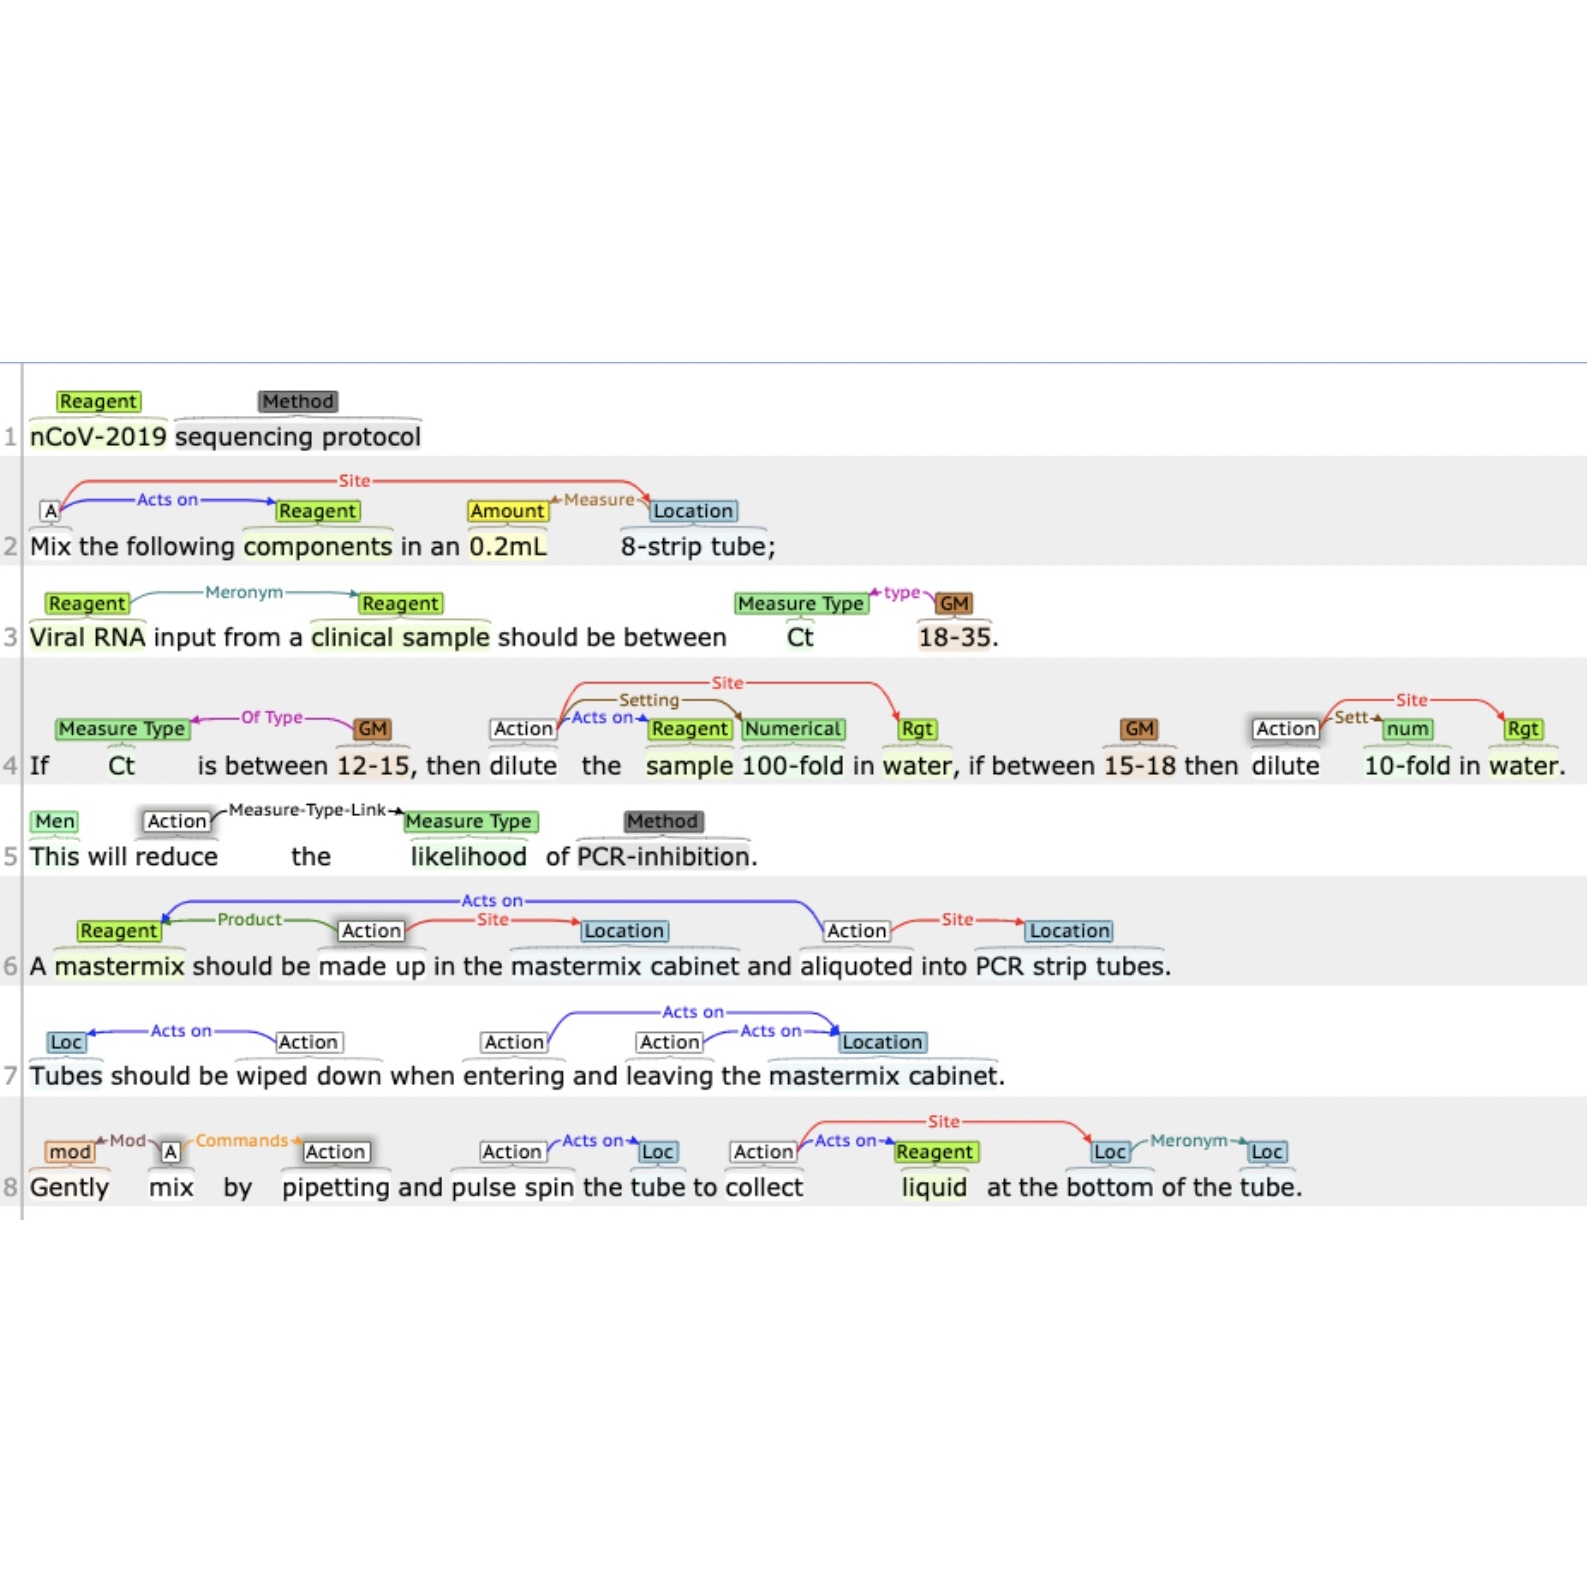 Reagent Method
1 nCoV-2019 sequencing protocol
Site
Acts on Measure
A Reagent Amount Location
2 Mix the following components in an 0.2mL 8-strip tube;
Meronym type
Reagent Reagent Measure Type GM
3 Viral RNA input from a clinical sample should be between Ct 18-35.
Site
Setting Site
Of Type Acts on Sett
Measure Type GM Action Reagent Numerical Rgt GM Action num Rgt
4 If Ct is between 12-15, then dilute the sample 100-fold in water, if between 15-18 then dilute 10-fold in water.
Measure-Type-Link
Men Action Measure Type Method
5 This will reduce the likelihood of PCR-inhibition.
Acts on
Product Site Site
Reagent Action Location Action Location
6 A mastermix should be made up in the mastermix cabinet and aliquoted into PCR strip tubes.
Acts on
Acts on Acts on
Loc Action Action Action Location
7 Tubes should be wiped down when entering and leaving the mastermix cabinet.
Site
Mod Commands Acts on Acts on Meronym
mod A Action Action Loc Action Reagent Loc Loc
8 Gently mix by pipetting and pulse spin the tube to collect liquid at the bottom of the tube.